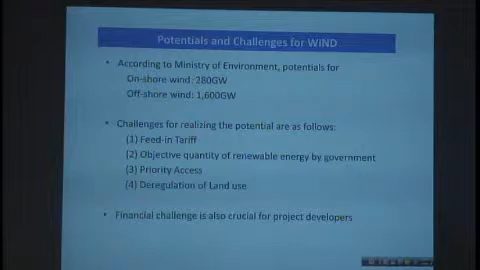 Potentials and Challenges for WIND
• According to Ministry of Environment, potentials for
On-shore wind: 280GW
Off-shore wind: 1,600GW
• Challenges for realizing the potential are as follows:
(1) Feed-in Tariff
(2) Objective quantity of renewable energy by government
(3) Priority Access
(4) Deregulation of Land use
• Financial challenge is also crucial for project developers